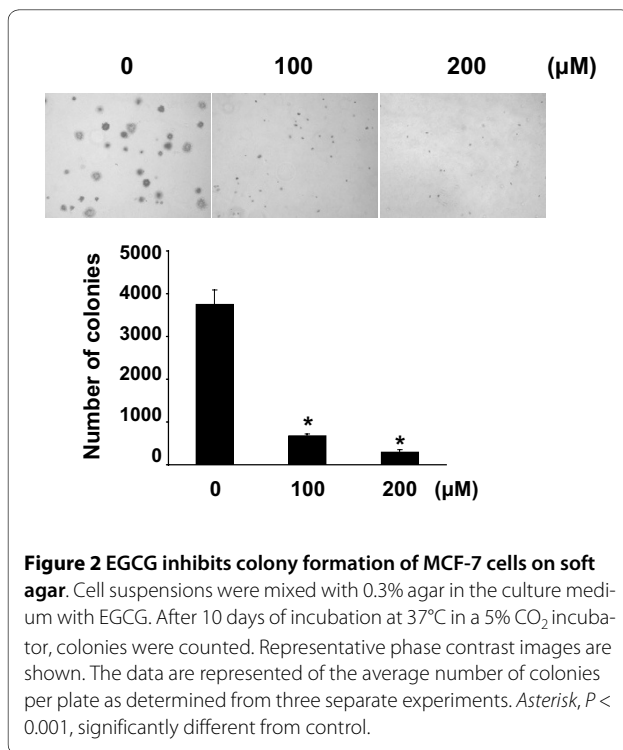 0 100 200 (µM)
5000
4000
3000
2000
1000
0
Number of colonies
* *
0 100 200 (µM)
Figure 2 EGCG inhibits colony formation of MCF-7 cells on soft
agar. Cell suspensions were mixed with 0.3% agar in the culture medi-
um with EGCG. After 10 days of incubation at 37°C in a 5% CO2 incuba-
tor, colonies were counted. Representative phase contrast images are
shown. The data are represented of the average number of colonies
per plate as determined from three separate experiments. Asterisk, P <
0.001, significantly different from control.